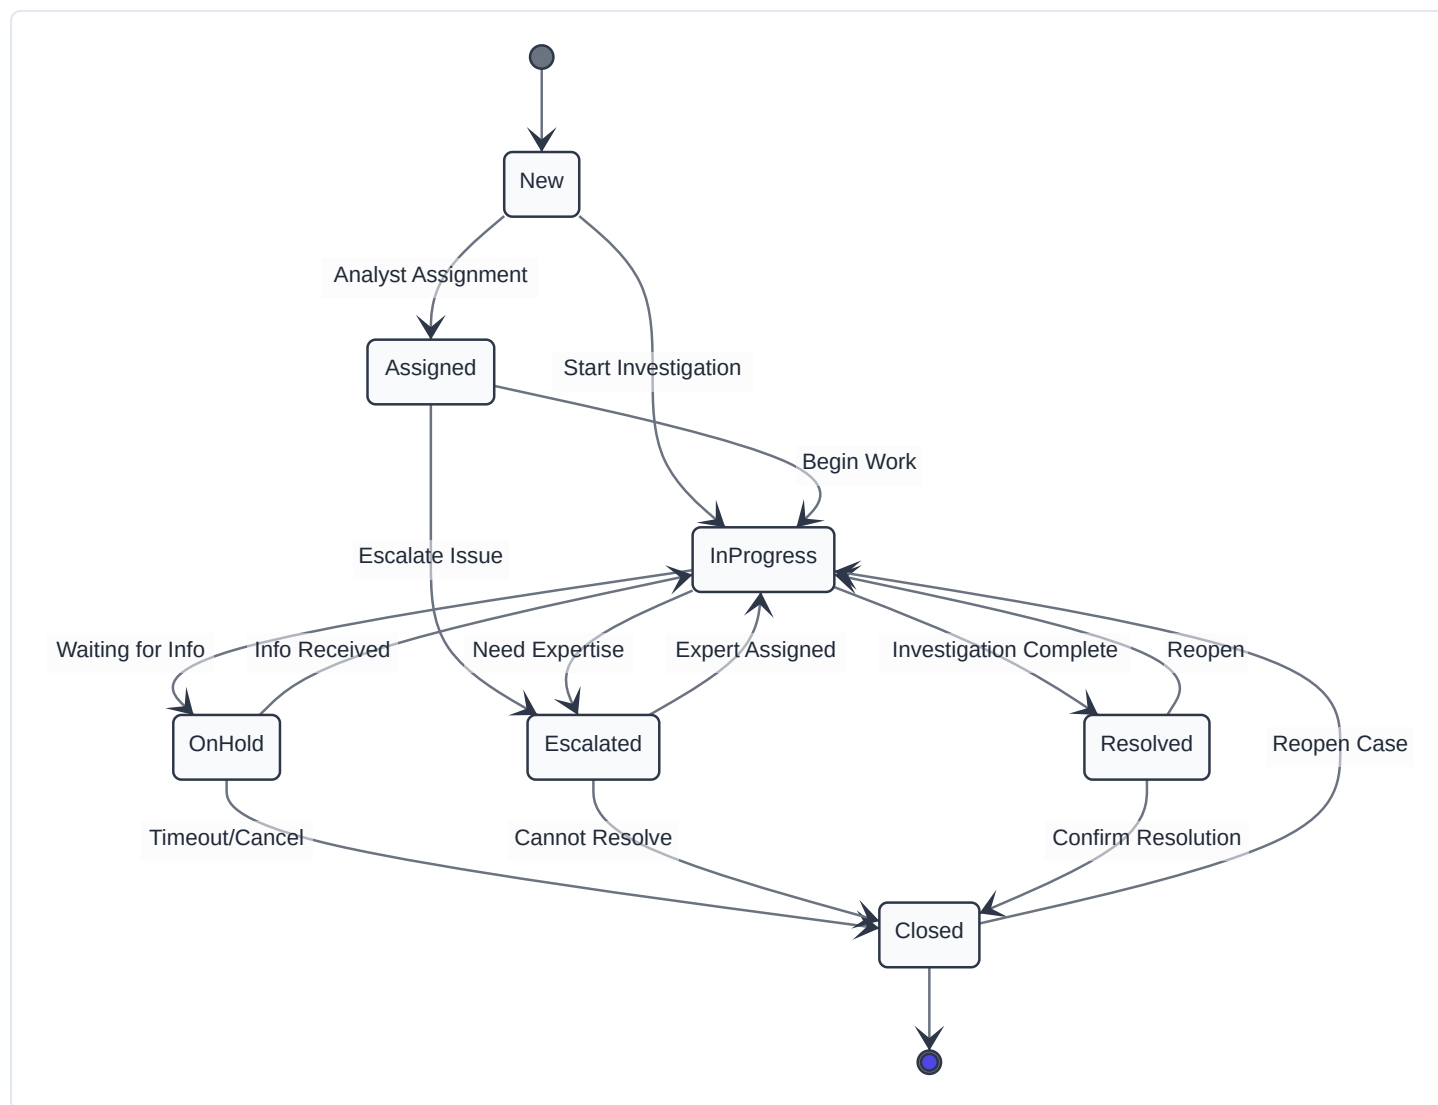 New
Analyst Assignment
Assigned
Start Investigation
Begin Work
Escalate Issue
InProgress
Waiting for Info
Info Received
Need Expertise
Expert Assigned
Investigation Complete
Reopen
OnHold
Escalated
Resolved
Reopen Case
Timeout/Cancel
Cannot Resolve
Confirm Resolution
Closed